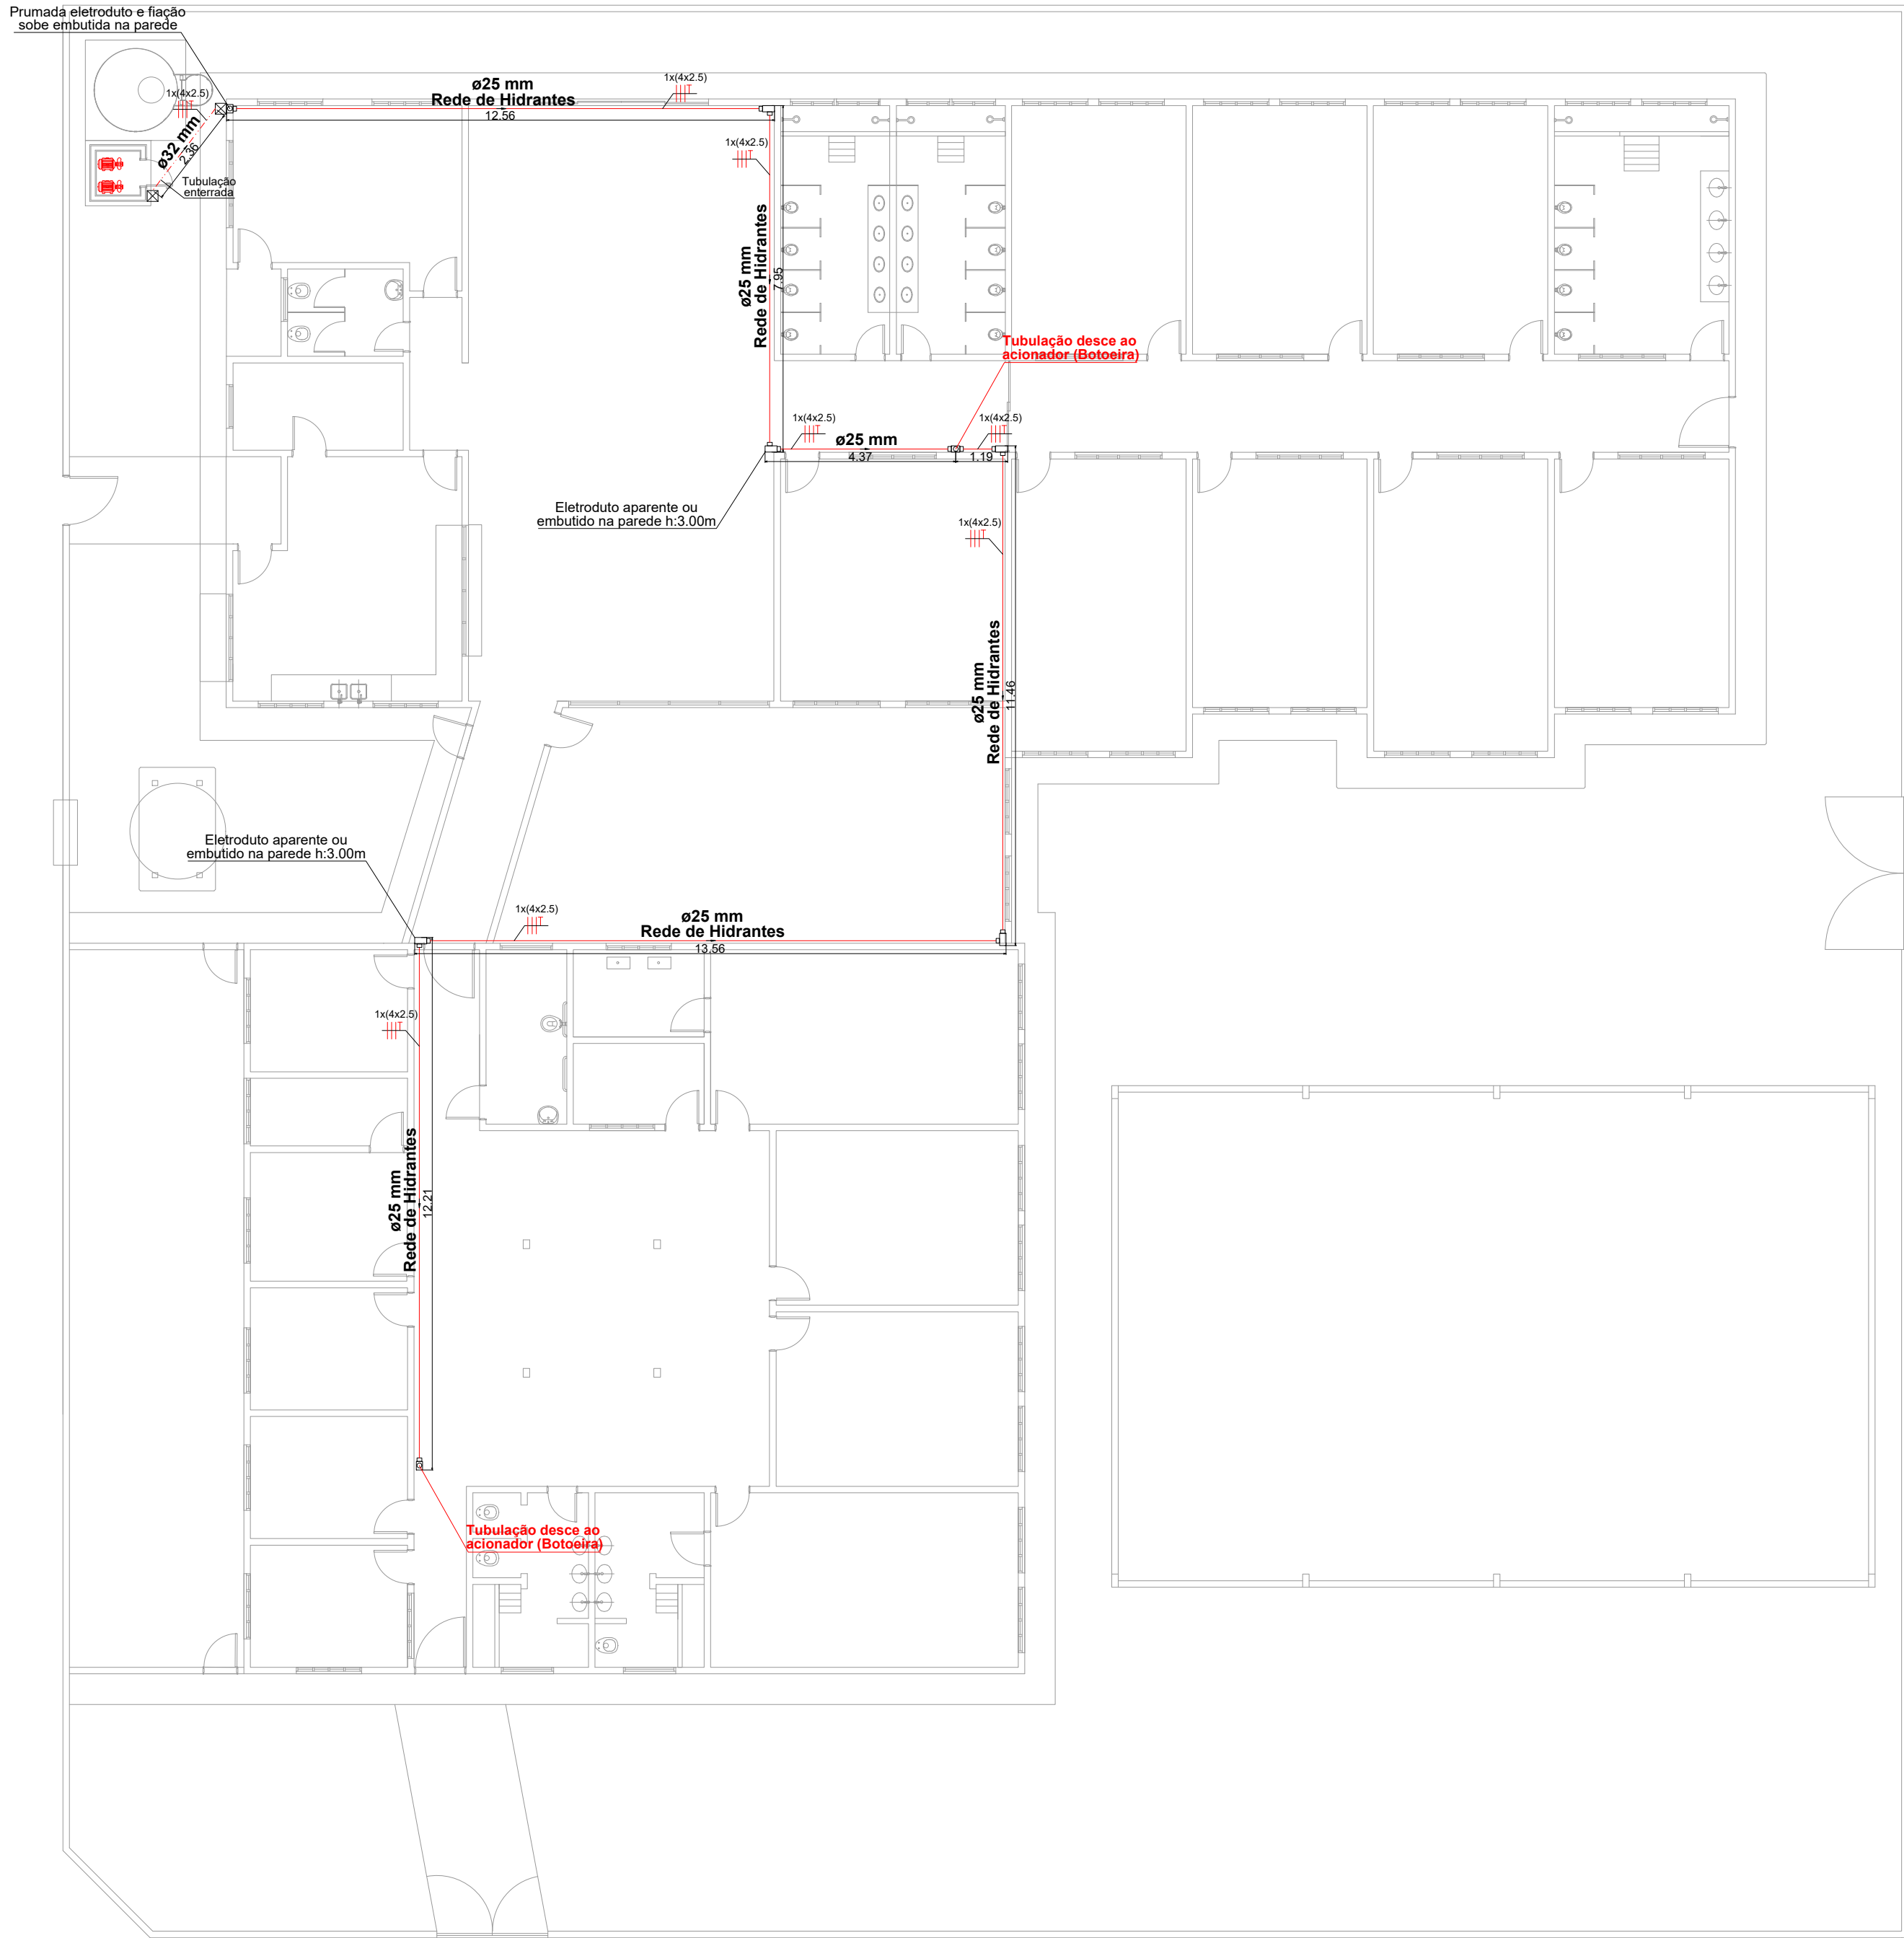 Prumada eletroduto e fiação
sobe embutida na parede
1x(4x2.5)
T
ø32 mm
2.36
Tubulação
enterrada
ø25 mm
Rede de Hidrantes
12.56
1x(4x2.5)
T
1x(4x2.5)
T
ø25 mm
Rede de Hidrantes
7.95
Tubulação desce ao
acionador (Botoeira)
1x(4x2.5)
T
ø25 mm
4.37
1x(4x2.5)
T
1.19
Eletroduto aparente ou
embutido na parede h:3.00m
1x(4x2.5)
T
ø25 mm
Rede de Hidrantes
11.46
Eletroduto aparente ou
embutido na parede h:3.00m
1x(4x2.5)
T
ø25 mm
Rede de Hidrantes
13.56
1x(4x2.5)
T
ø25 mm
Rede de Hidrantes
12.21
Tubulação desce ao
acionador (Botoeira)